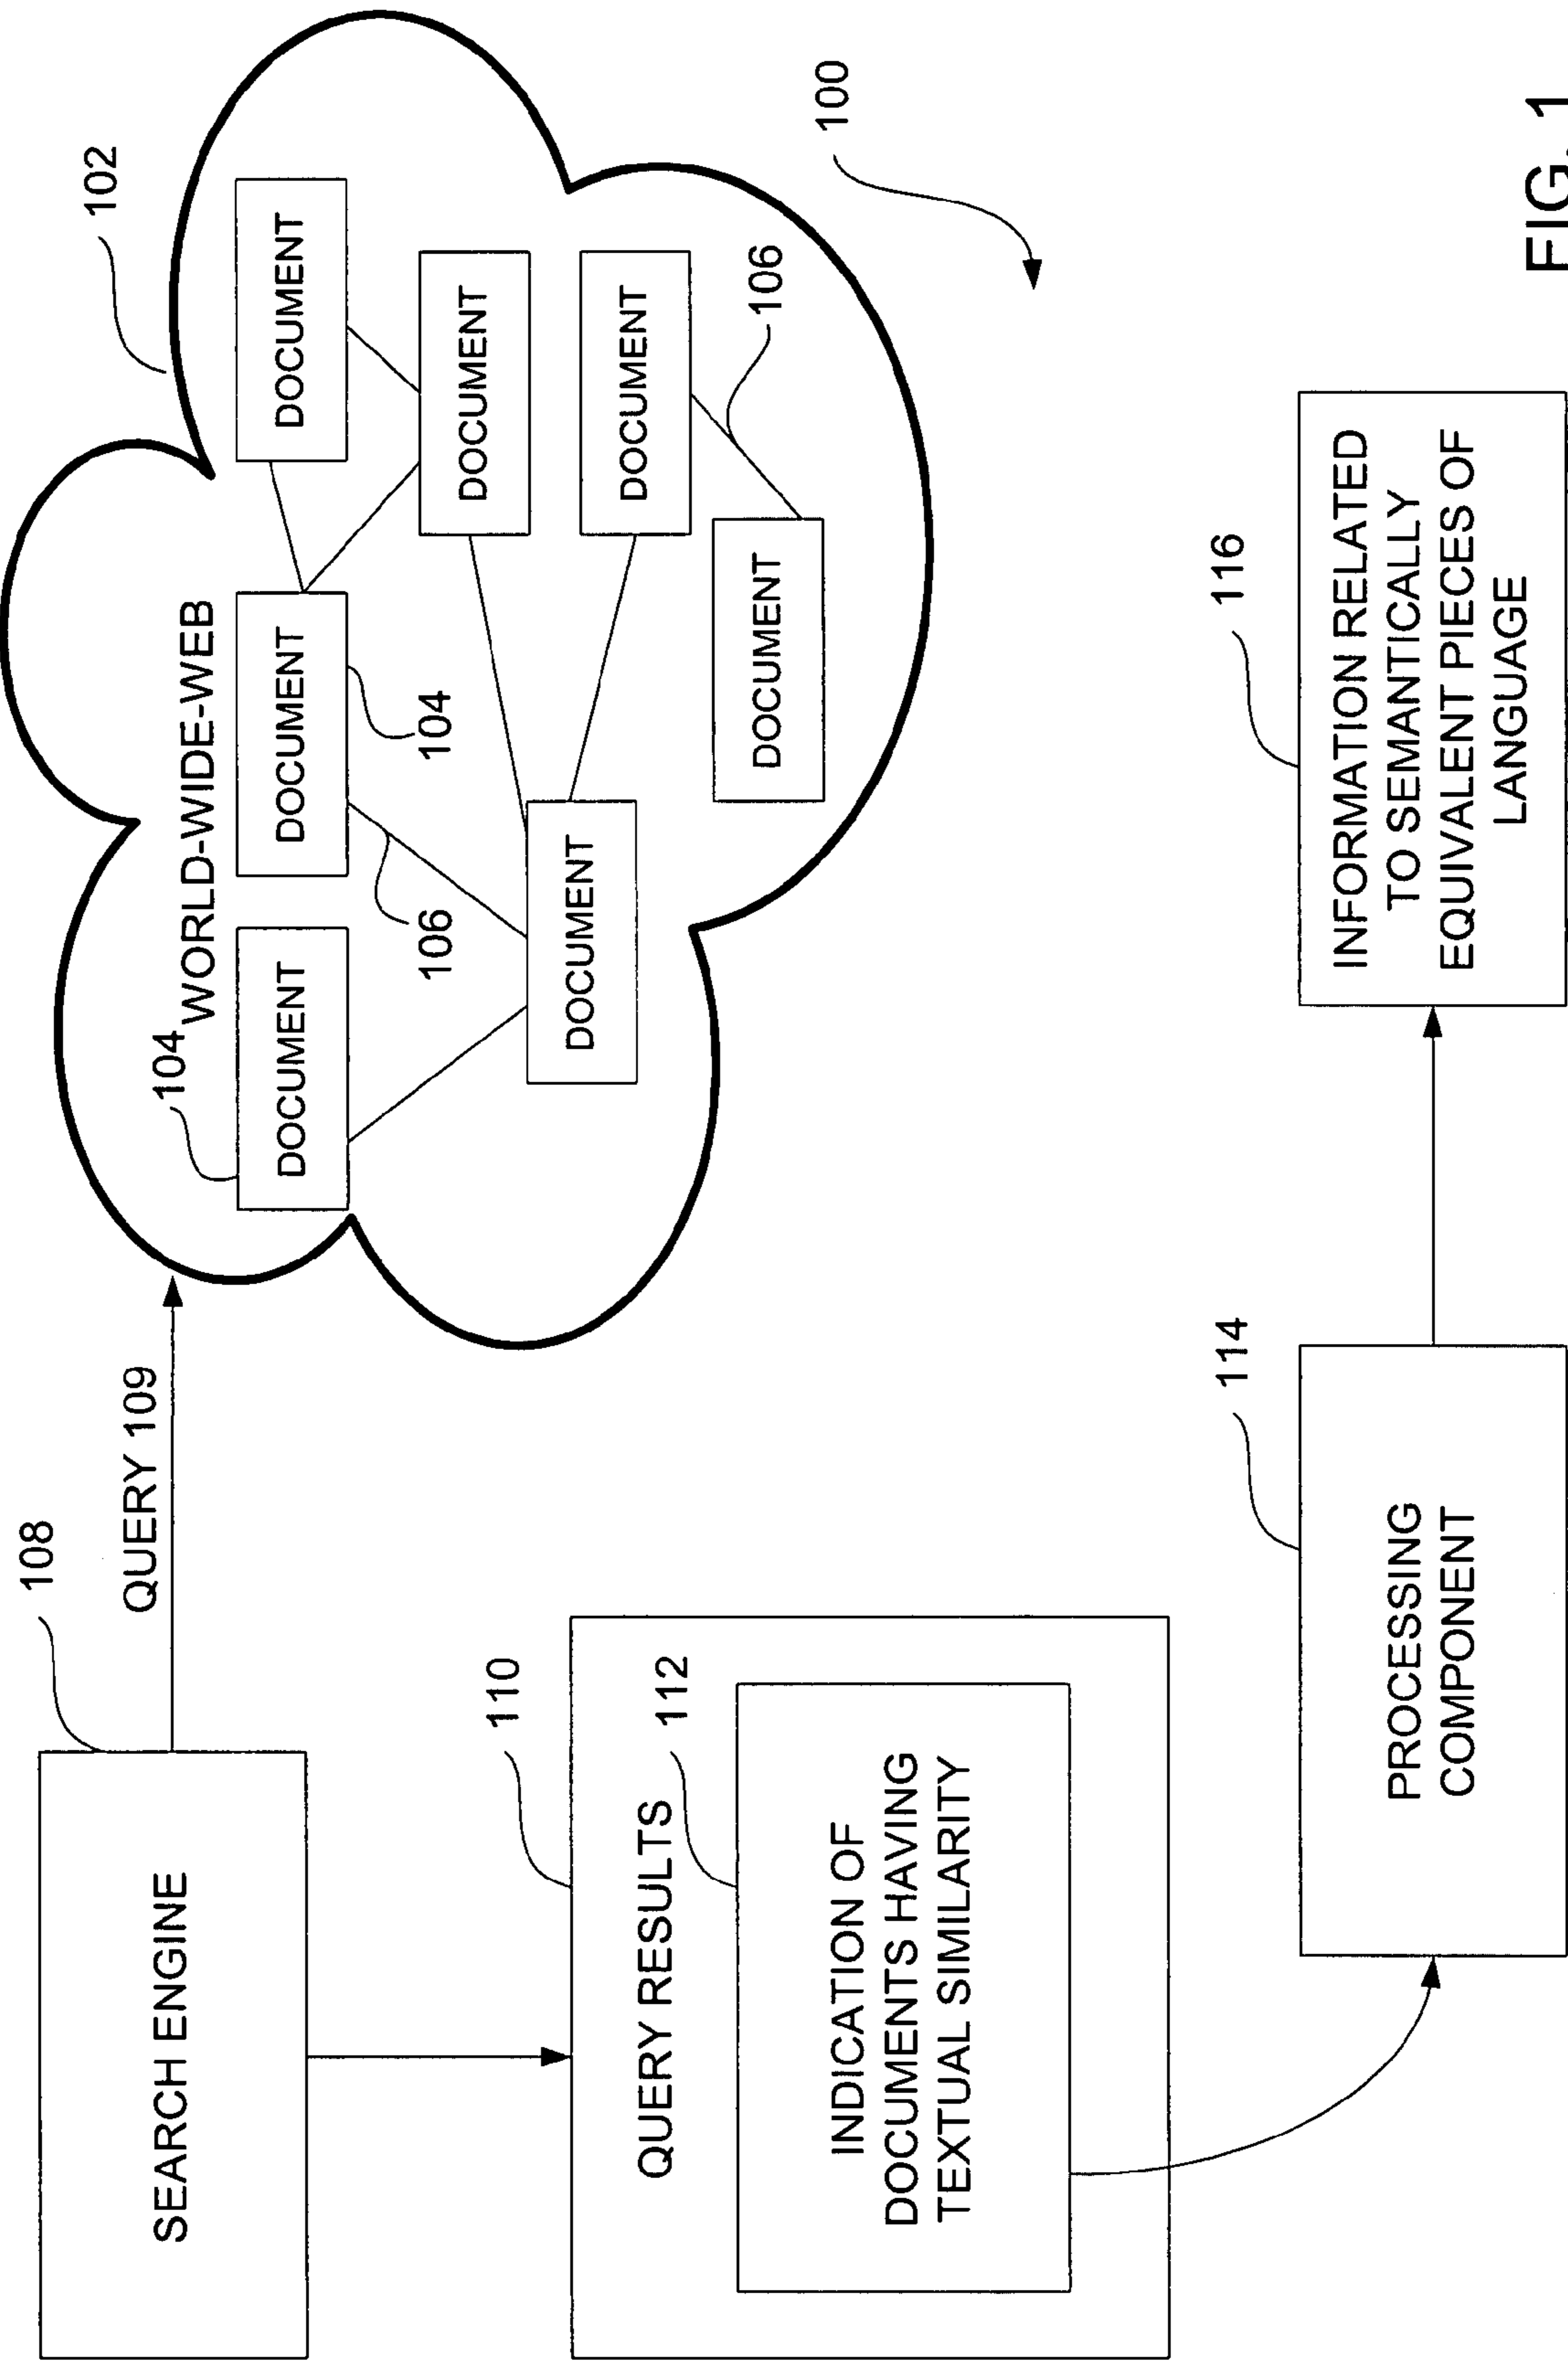 108
SEARCH ENGINE
QUERY 109
102
WORLD-WIDE-WEB
104
DOCUMENT
DOCUMENT
DOCUMENT
104
106
DOCUMENT
DOCUMENT
DOCUMENT
DOCUMENT
106
100
110
QUERY RESULTS
112
INDICATION OF
DOCUMENTS HAVING
TEXTUAL SIMILARITY
114
PROCESSING
COMPONENT
116
INFORMATION RELATED
TO SEMANTICALLY
EQUIVALENT PIECES OF
LANGUAGE
FIG. 1